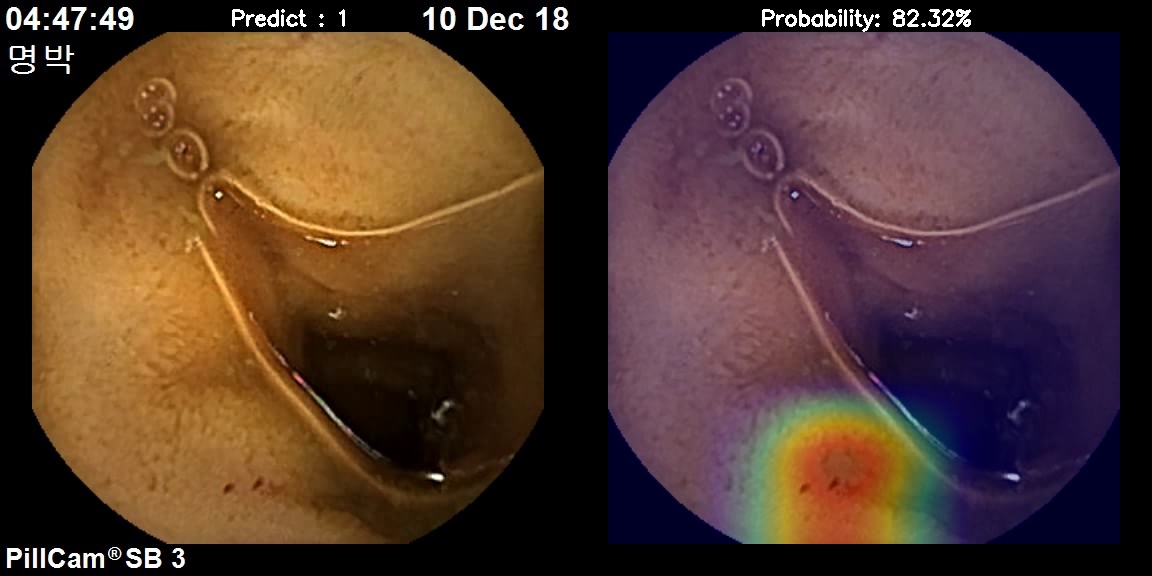 04:47:49 Predict : 1 10 Dec 18 Probability: 82.32%
명박
PillCam® SB 3